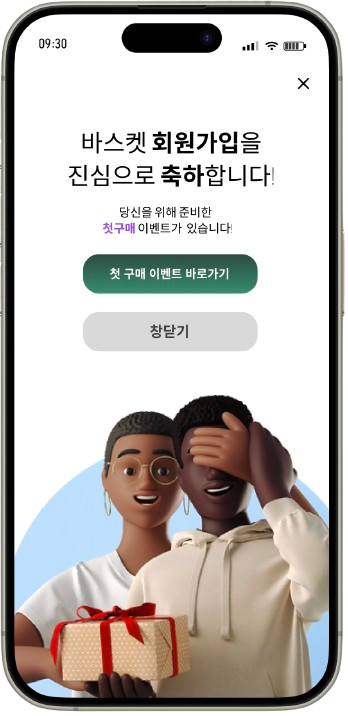 09:30
바스켓 회원가입을
진심으로 축하합니다!
당신을 위해 준비한
첫구매 이벤트가 있습니다!
첫 구매 이벤트 바로가기
창닫기